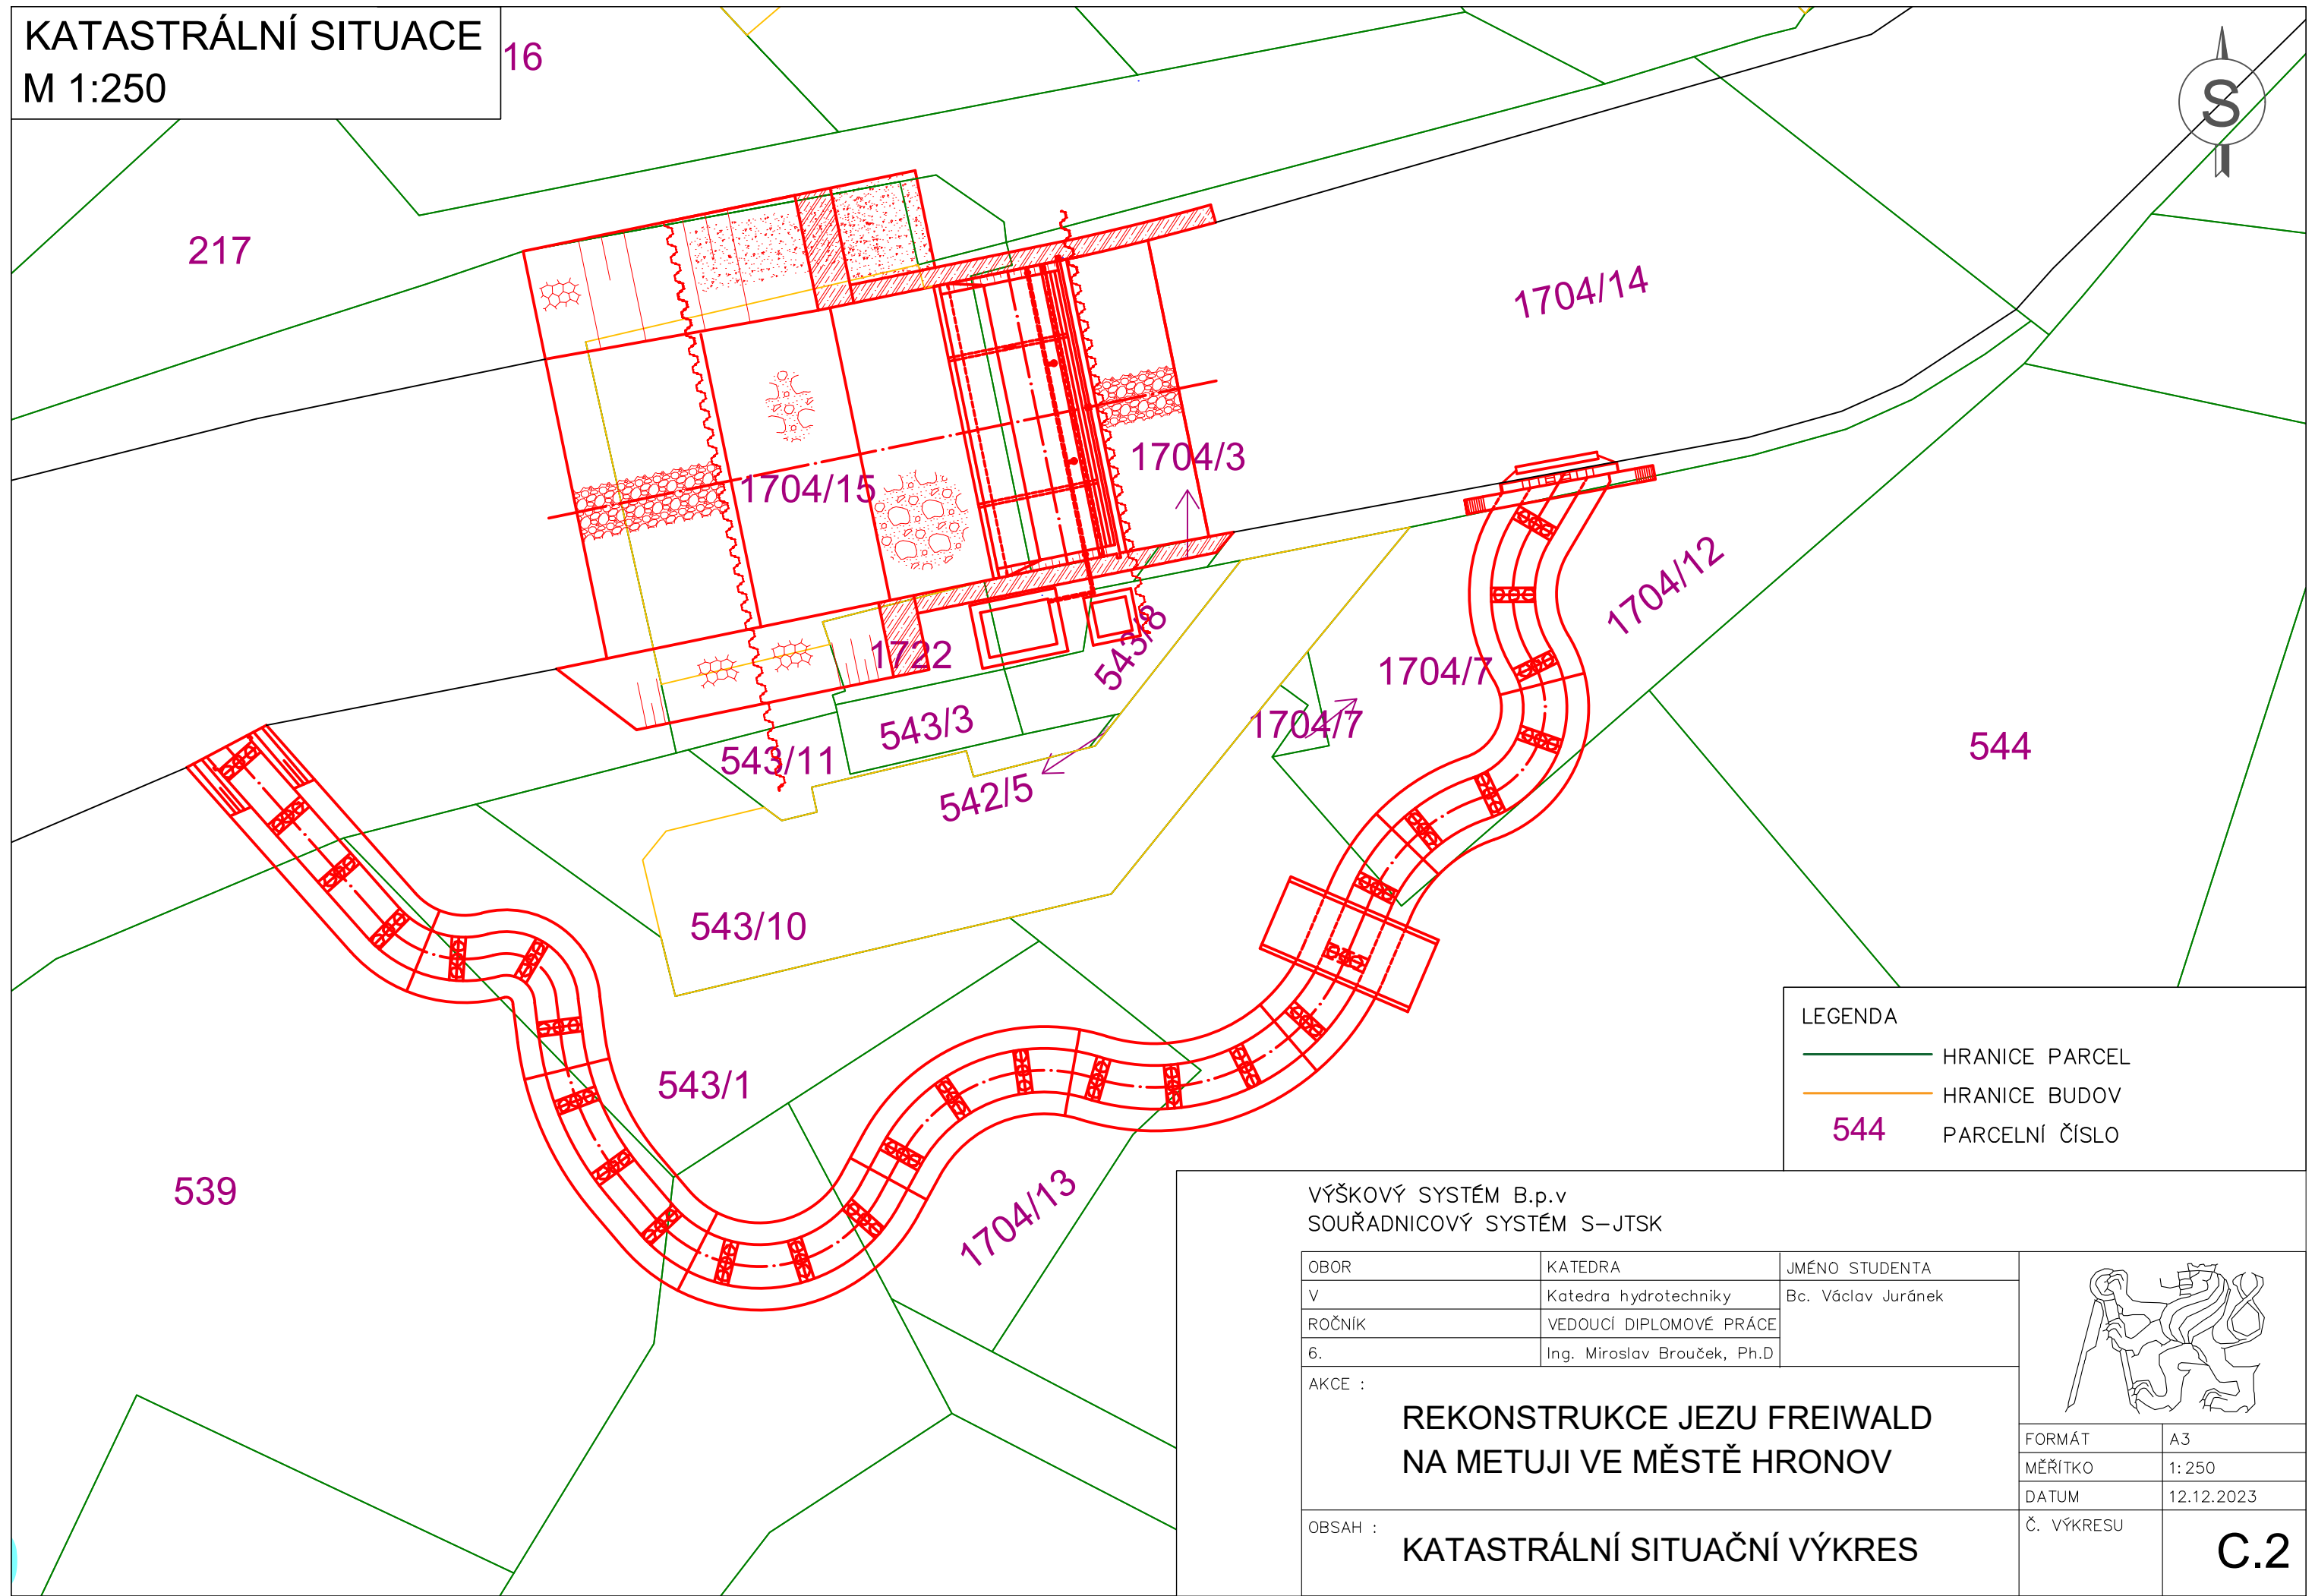 KATASTRÁLNÍ SITUACE
M 1:250
16
S
217
1704/14
1704/3
1704/15
1704/12
1722
543/8
1704/7
543/3
1704/7
543/11
544
542/5
543/10
543/1
539
1704/13
LEGENDA
HRANICE PARCEL
HRANICE BUDOV
544 PARCELNÍ ČÍSLO
VÝŠKOVÝ SYSTÉM B.p.v
SOUŘADNICOVÝ SYSTÉM S-JTSK
OBOR KATEDRA JMÉNO STUDENTA
V Katedra hydrotechniky Bc. Václav Juránek
ROČNÍK VEDOUCÍ DIPLOMOVÉ PRÁCE
6. Ing. Miroslav Brouček, Ph.D
AKCE :
REKONSTRUKCE JEZU FREIWALD
NA METUJI VE MĚSTĚ HRONOV
FORMÁT A3
MĚŘÍTKO 1:250
DATUM 12.12.2023
OBSAH :
KATASTRÁLNÍ SITUAČNÍ VÝKRES
Č. VÝKRESU
C.2